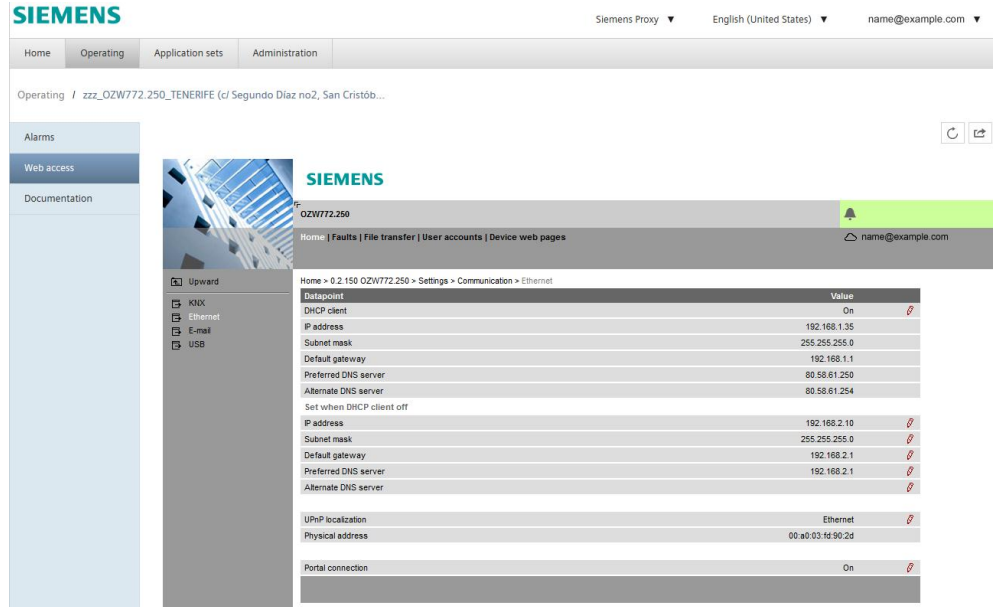 SIEMENS
Siemens Proxy ▼ English (United States) ▼ name@example.com ▼
Home Operating Application sets Administration
Operating / zzz_OZW772.250_TENERIFE (c/ Segundo Díaz no2, San Cristób...
Alarms
Web access
Documentation
SIEMENS
OZW772.250
Home | Faults | File transfer | User accounts | Device web pages
name@example.com
Upward
KNX
Ethernet
E-mail
USB
Home > 0.2.150 OZW772.250 > Settings > Communication > Ethernet
Datapoint Value
DHCP client On
IP address 192.168.1.35
Subnet mask 255.255.255.0
Default gateway 192.168.1.1
Preferred DNS server 80.58.61.250
Alternate DNS server 80.58.61.254
Set when DHCP client off
IP address 192.168.2.10
Subnet mask 255.255.255.0
Default gateway 192.168.2.1
Preferred DNS server 192.168.2.1
Alternate DNS server
UPnP localization Ethernet
Physical address 00:a0:03:fd:90:2d
Portal connection On